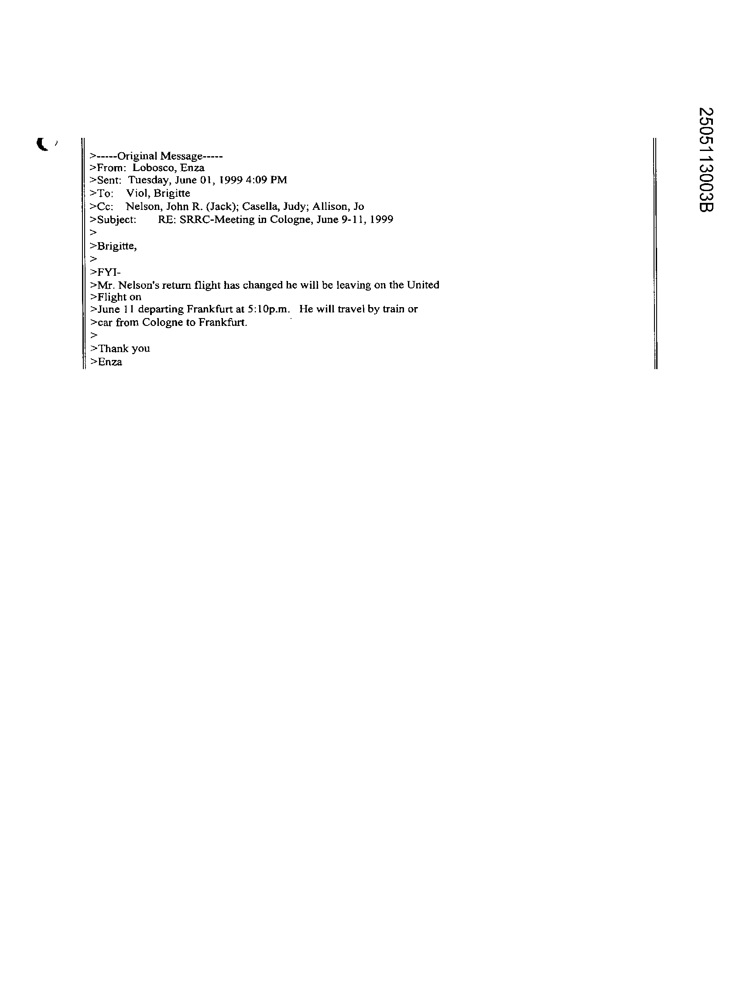 2505113003B
>-----Original Message-----
>From: Lobosco, Enza
>Sent: Tuesday, June 01, 1999 4:09 PM
>To: Viol, Brigitte
>Cc: Nelson, John R. (Jack); Casella, Judy; Allison, Jo
>Subject: RE: SRRC-Meeting in Cologne, June 9-11, 1999
>
>Brigitte,
>
>FYI-
>Mr. Nelson's return flight has changed he will be leaving on the United
>Flight on
>June 11 departing Frankfurt at 5:10p.m. He will travel by train or
>car from Cologne to Frankfurt.
>
>Thank you
>Enza